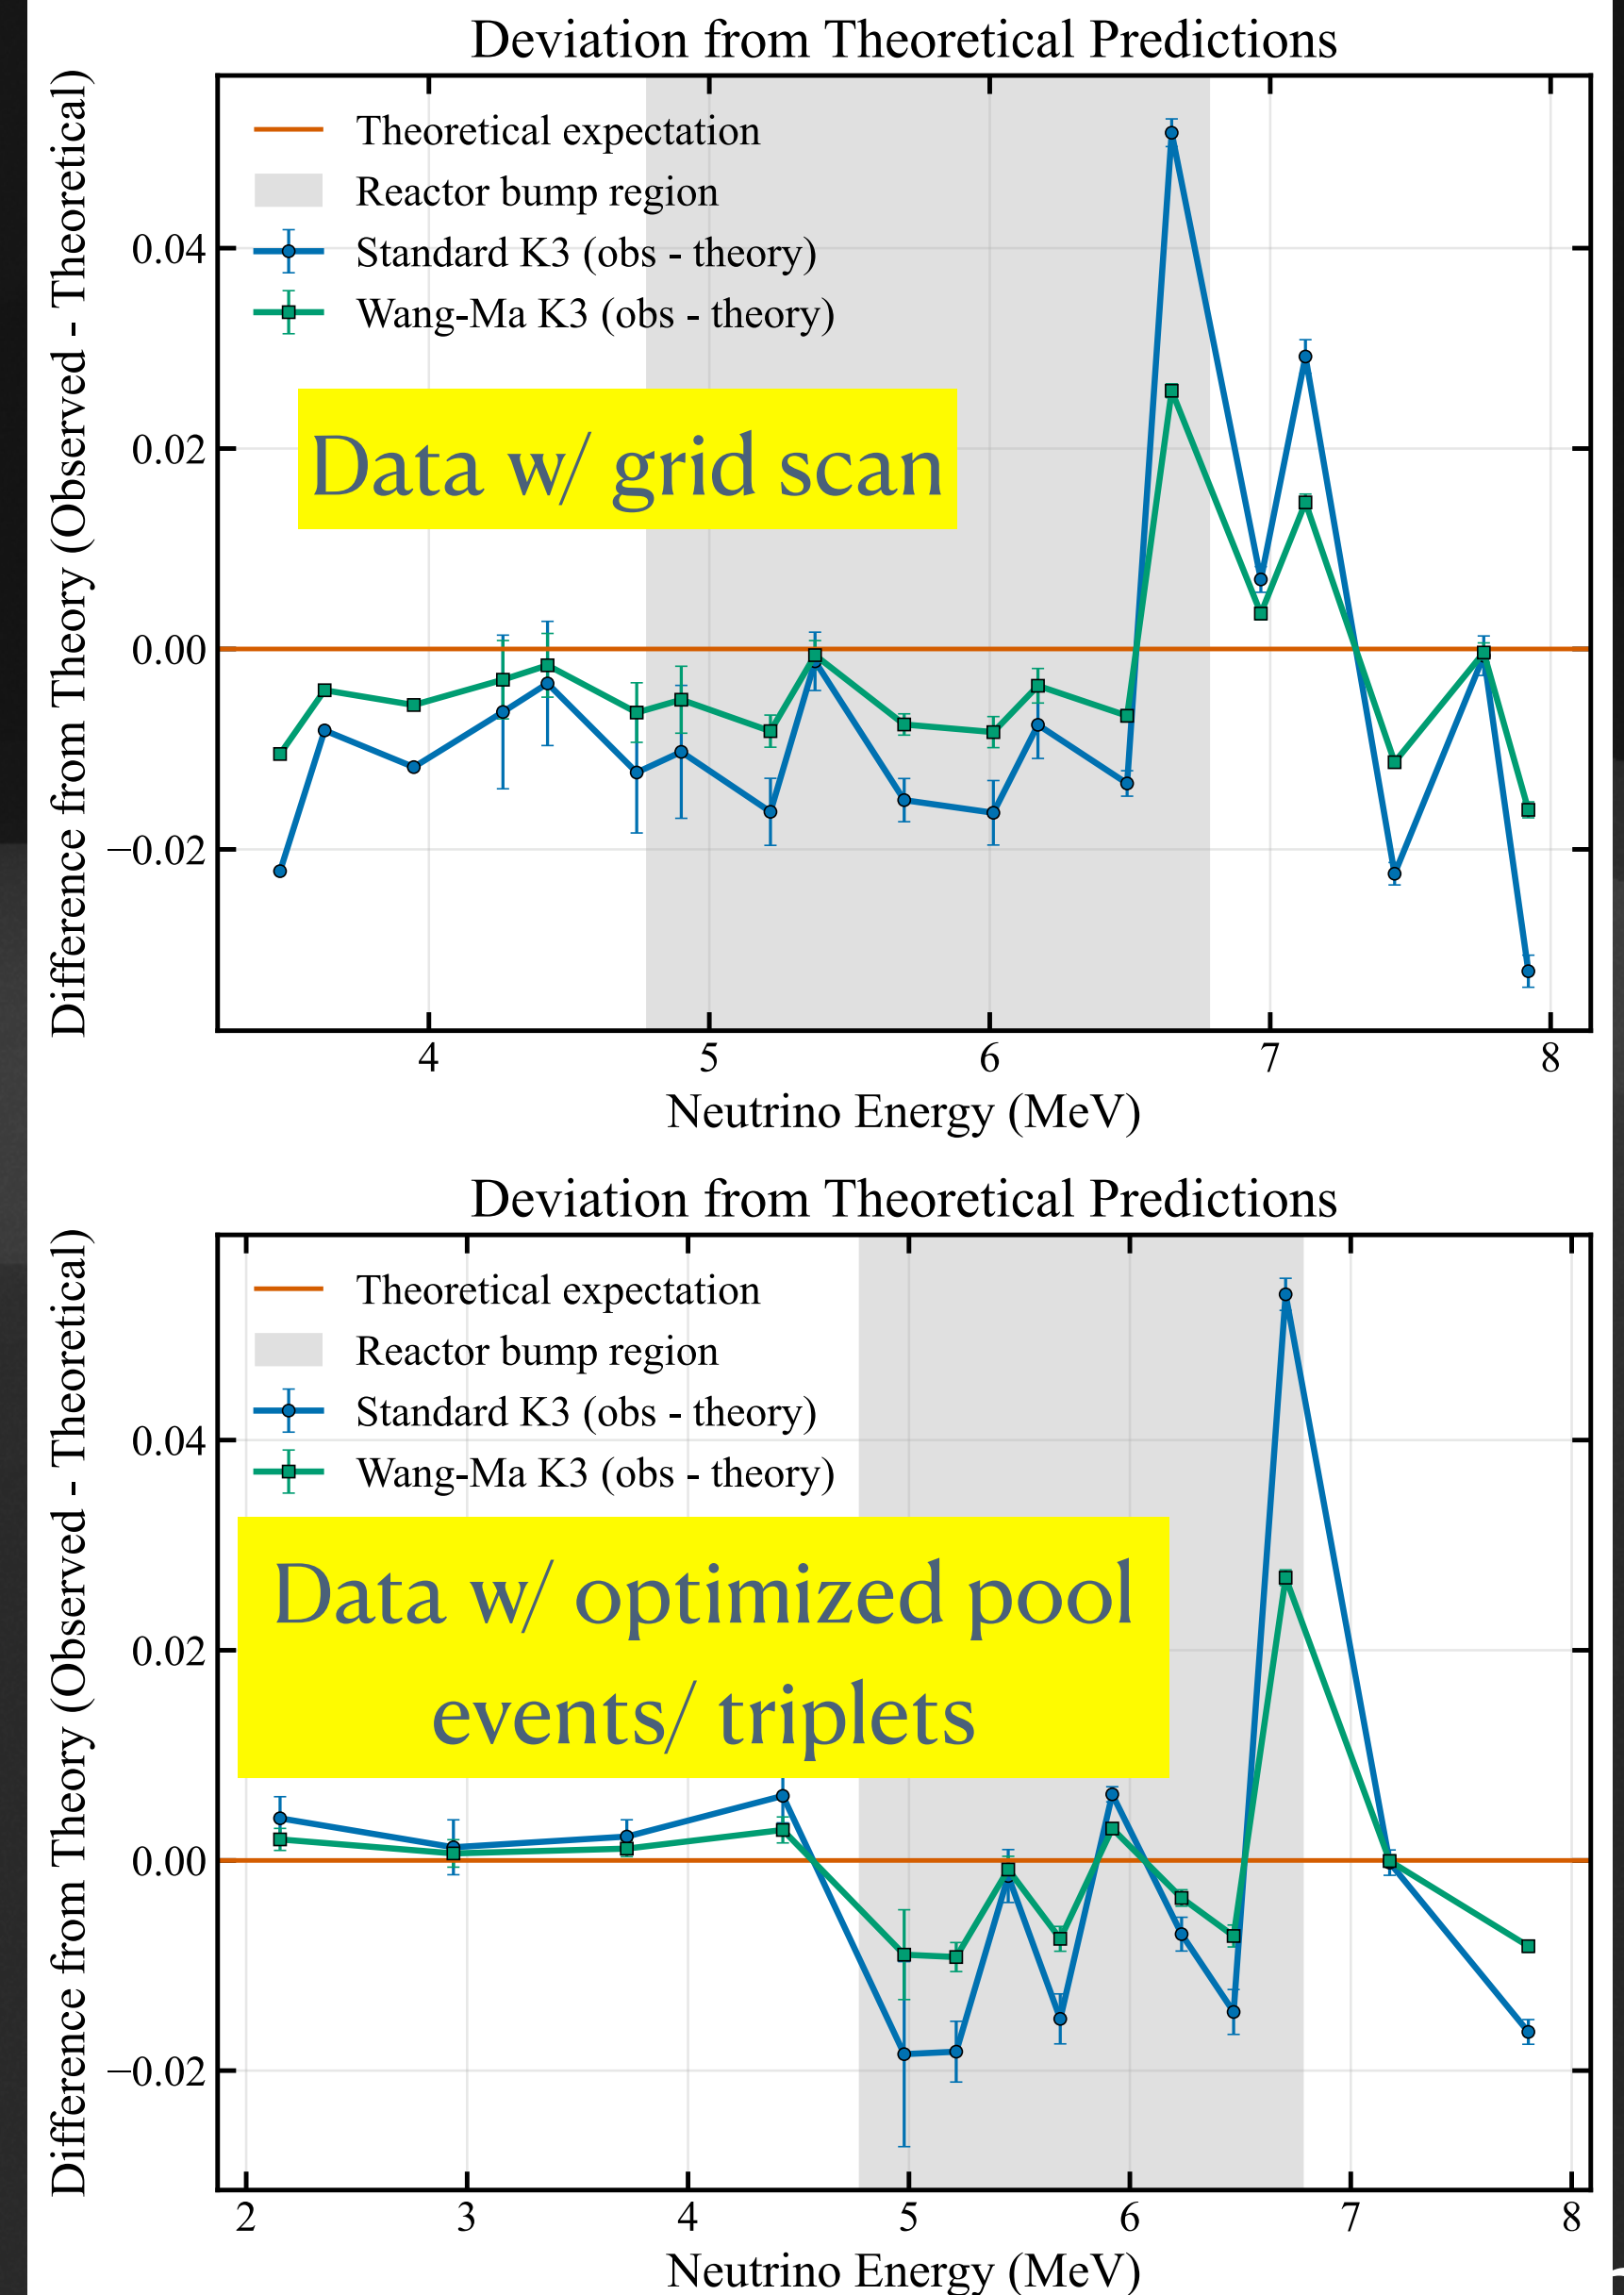 Deviation from Theoretical Predictions
Difference from Theory (Observed - Theoretical)
Theoretical expectation
Reactor bump region
Standard K3 (obs - theory)
Wang-Ma K3 (obs - theory)
Data w/ grid scan
0.04
0.02
0.00
−0.02
4 5 6 7 8
Neutrino Energy (MeV)
Deviation from Theoretical Predictions
Difference from Theory (Observed - Theoretical)
Theoretical expectation
Reactor bump region
Standard K3 (obs - theory)
Wang-Ma K3 (obs - theory)
Data w/ optimized pool
events/ triplets
0.04
0.02
0.00
−0.02
2 3 4 5 6 7 8
Neutrino Energy (MeV)